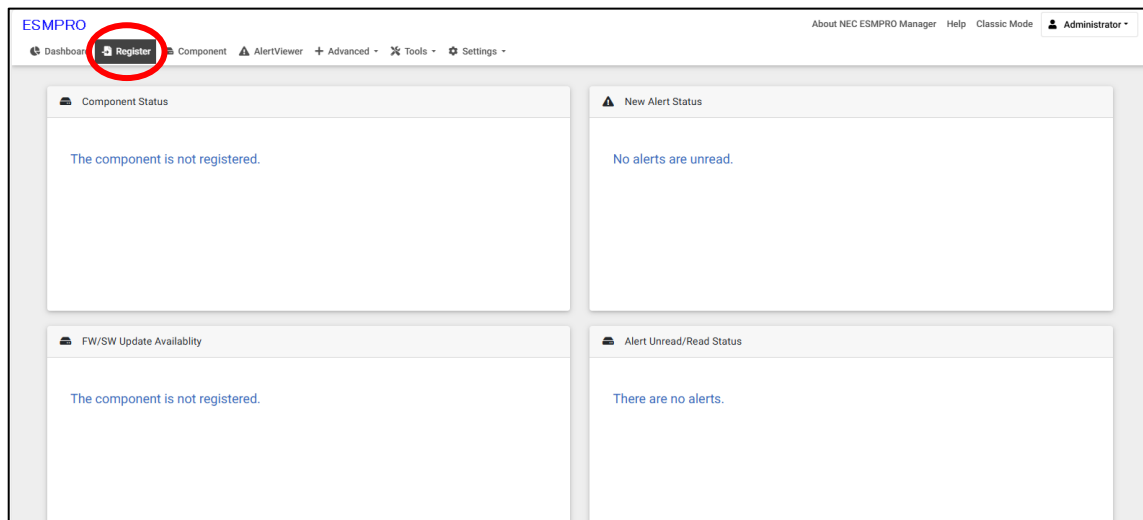 ESMPRO
About NEC ESMPRO Manager Help Classic Mode Administrator
Dashboard Register Component AlertViewer Advanced Tools Settings
Component Status
New Alert Status
The component is not registered.
No alerts are unread.
FW/SW Update Availablity
Alert Unread/Read Status
The component is not registered.
There are no alerts.